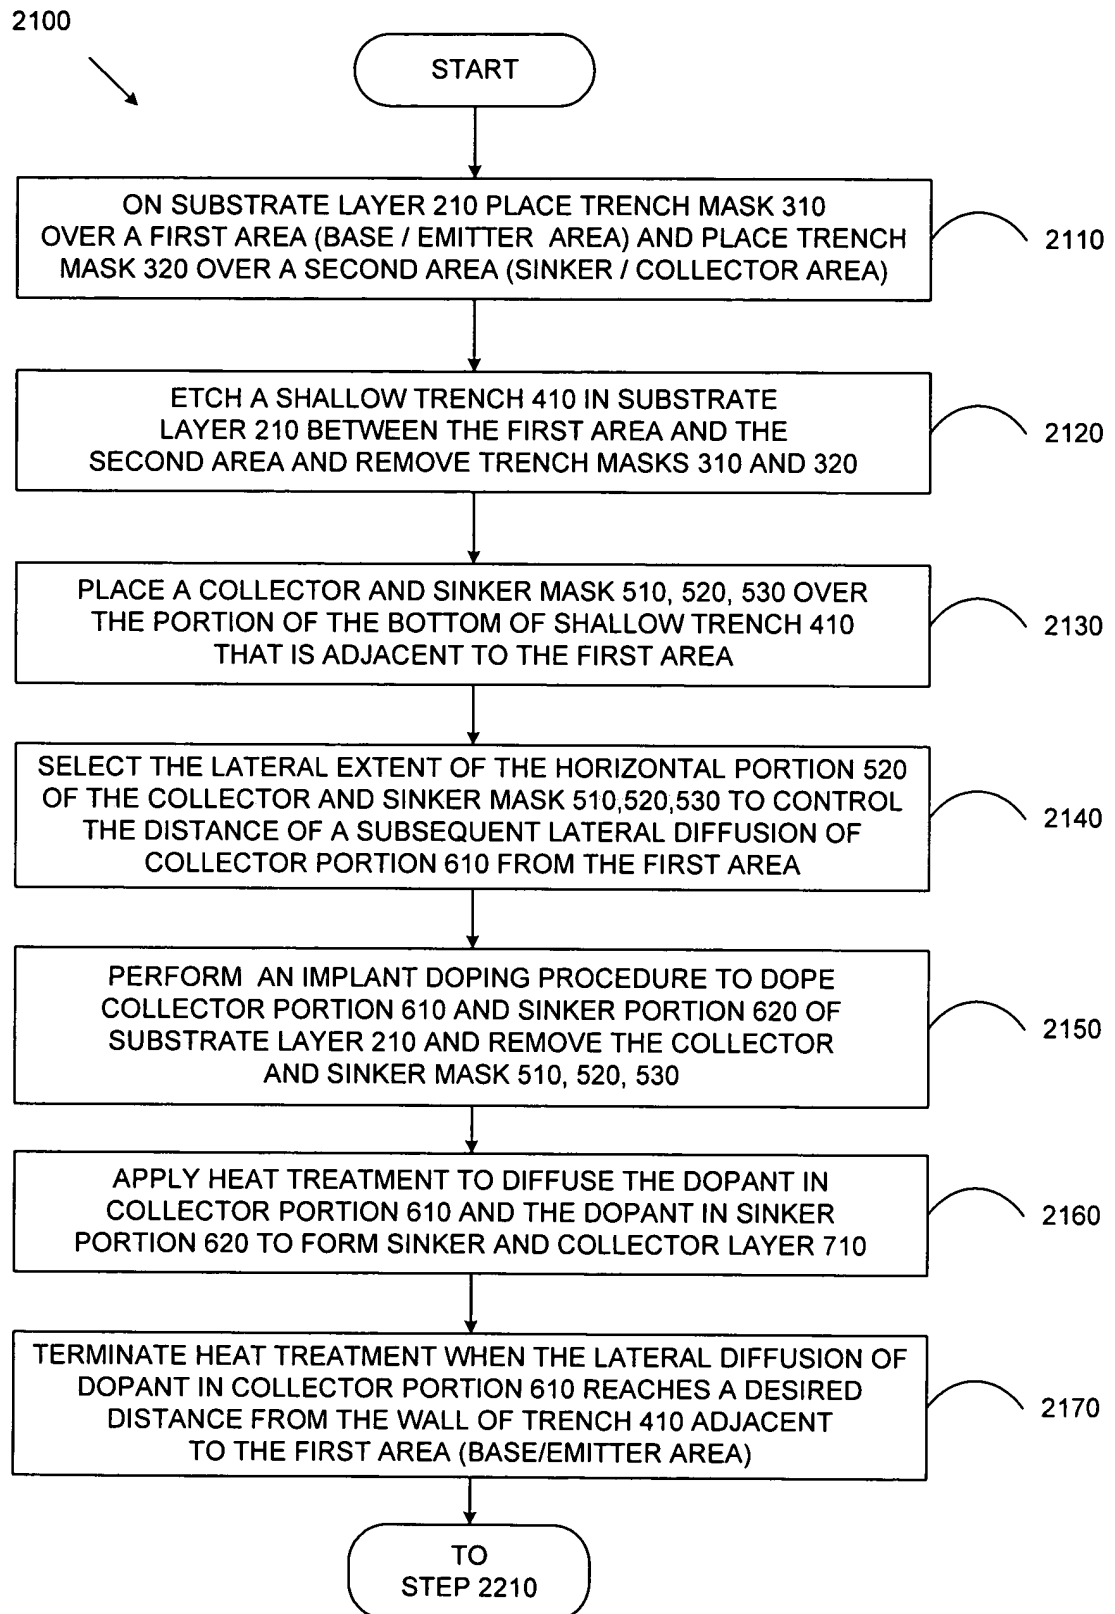 2100
START
ON SUBSTRATE LAYER 210 PLACE TRENCH MASK 310
OVER A FIRST AREA (BASE / EMITTER AREA) AND PLACE TRENCH
MASK 320 OVER A SECOND AREA (SINKER / COLLECTOR AREA)
2110
ETCH A SHALLOW TRENCH 410 IN SUBSTRATE
LAYER 210 BETWEEN THE FIRST AREA AND THE
SECOND AREA AND REMOVE TRENCH MASKS 310 AND 320
2120
PLACE A COLLECTOR AND SINKER MASK 510, 520, 530 OVER
THE PORTION OF THE BOTTOM OF SHALLOW TRENCH 410
THAT IS ADJACENT TO THE FIRST AREA
2130
SELECT THE LATERAL EXTENT OF THE HORIZONTAL PORTION 520
OF THE COLLECTOR AND SINKER MASK 510,520,530 TO CONTROL
THE DISTANCE OF A SUBSEQUENT LATERAL DIFFUSION OF
COLLECTOR PORTION 610 FROM THE FIRST AREA
2140
PERFORM AN IMPLANT DOPING PROCEDURE TO DOPE
COLLECTOR PORTION 610 AND SINKER PORTION 620 OF
SUBSTRATE LAYER 210 AND REMOVE THE COLLECTOR
AND SINKER MASK 510, 520, 530
2150
APPLY HEAT TREATMENT TO DIFFUSE THE DOPANT IN
COLLECTOR PORTION 610 AND THE DOPANT IN SINKER
PORTION 620 TO FORM SINKER AND COLLECTOR LAYER 710
2160
TERMINATE HEAT TREATMENT WHEN THE LATERAL DIFFUSION OF
DOPANT IN COLLECTOR PORTION 610 REACHES A DESIRED
DISTANCE FROM THE WALL OF TRENCH 410 ADJACENT
TO THE FIRST AREA (BASE/EMITTER AREA)
2170
TO
STEP 2210